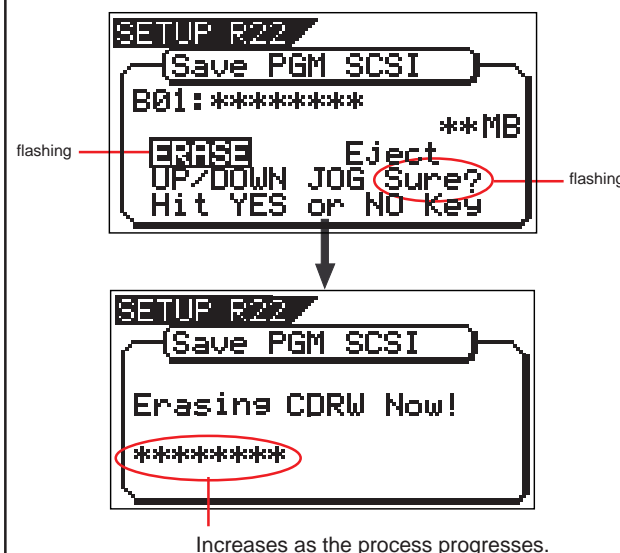 SETUP R22
Save PGM SCSI
B01:********
**MB
flashing
ERASE Eject
UP/DOWN JOG Sure?
flashing
Hit YES or NO Key
SETUP R22
Save PGM SCSI
Erasing CDRW Now!
********
Increases as the process progresses.